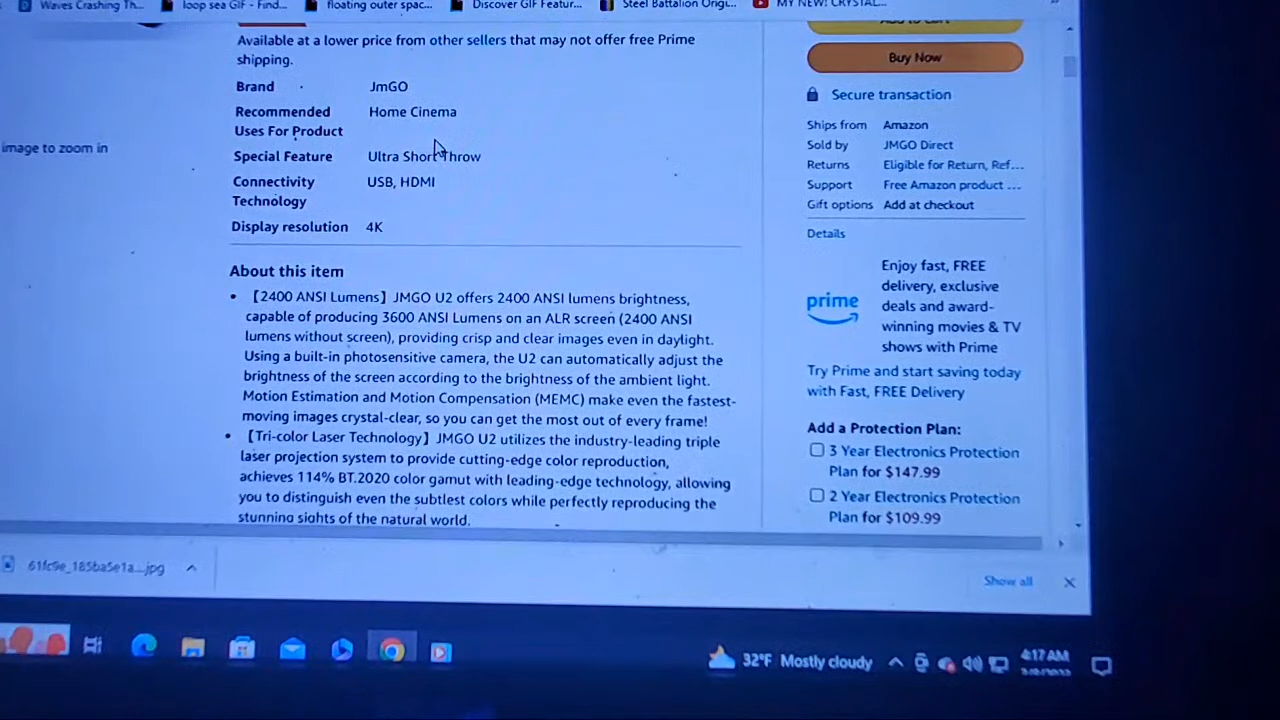 Waves Crashing Th...
loop sea GIF - Find...
floating outer spac...
Discover GIF Featur...
Steel Battalion Origi...
MY NEW! CRYSTAL...
Available at a lower price from other sellers that may not offer free Prime
shipping.
Brand JmGO
Recommended Home Cinema
Uses For Product
Special Feature Ultra Short Throw
Connectivity USB, HDMI
Technology
Display resolution 4K
image to zoom in
About this item
• 【2400 ANSI Lumens】JMGO U2 offers 2400 ANSI lumens brightness,
capable of producing 3600 ANSI Lumens on an ALR screen (2400 ANSI
lumens without screen), providing crisp and clear images even in daylight.
Using a built-in photosensitive camera, the U2 can automatically adjust the
brightness of the screen according to the brightness of the ambient light.
Motion Estimation and Motion Compensation (MEMC) make even the fastest-
moving images crystal-clear, so you can get the most out of every frame!
• 【Tri-color Laser Technology】JMGO U2 utilizes the industry-leading triple
laser projection system to provide cutting-edge color reproduction,
achieves 114% BT.2020 color gamut with leading-edge technology, allowing
you to distinguish even the subtlest colors while perfectly reproducing the
stunning sights of the natural world.
Add to Cart
Buy Now
Secure transaction
Ships from Amazon
Sold by JMGO Direct
Returns Eligible for Return, Ref...
Support Free Amazon product ...
Gift options Add at checkout
Details
prime
Enjoy fast, FREE
delivery, exclusive
deals and award-
winning movies & TV
shows with Prime
Try Prime and start saving today
with Fast, FREE Delivery
Add a Protection Plan:
3 Year Electronics Protection
Plan for $147.99
2 Year Electronics Protection
Plan for $109.99
61fc9e_185ba5e1a....jpg
Show all
32°F Mostly cloudy
4:17 AM